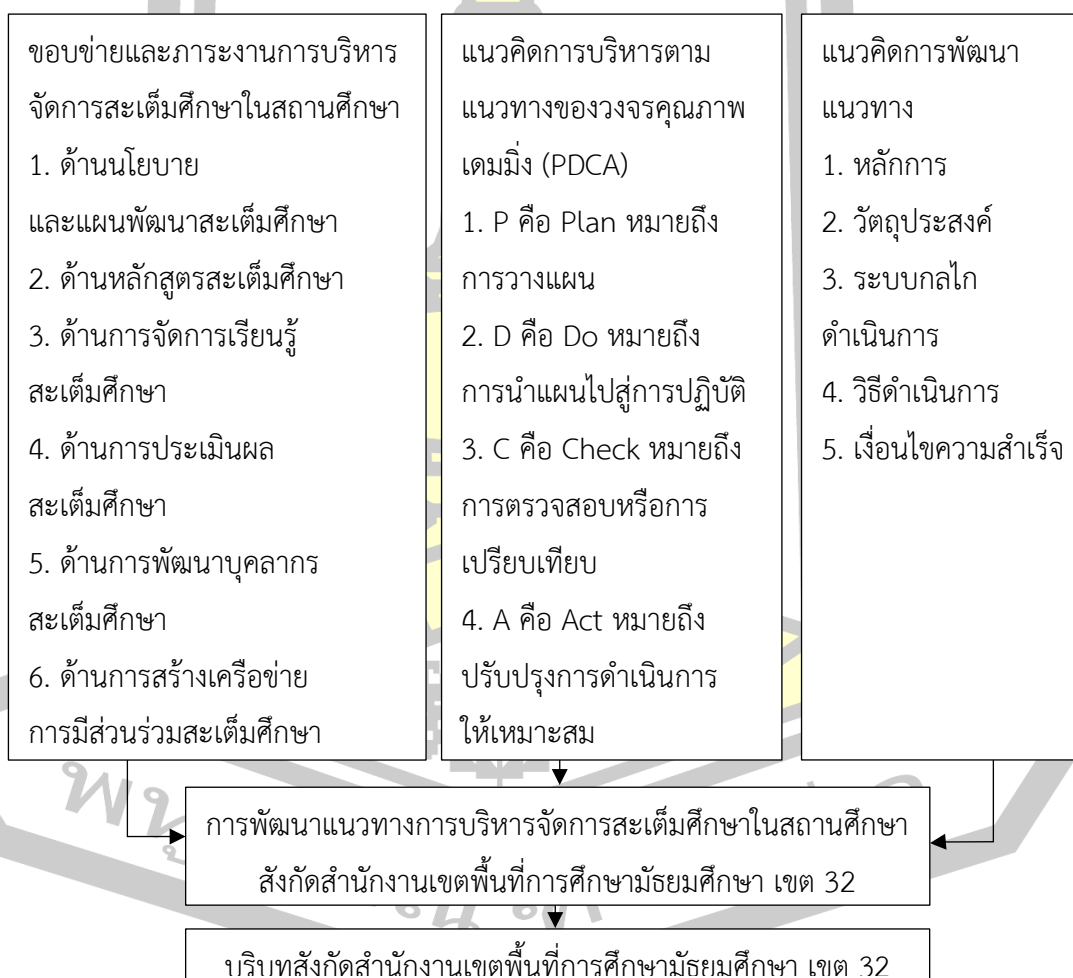 ขอบข่ายและภาระงานการบริหาร
จัดการสะเต็มศึกษาในสถานศึกษา
1. ด้านนโยบาย
และแผนพัฒนาสะเต็มศึกษา
2. ด้านหลักสูตรสะเต็มศึกษา
3. ด้านการจัดการเรียนรู้
สะเต็มศึกษา
4. ด้านการประเมินผล
สะเต็มศึกษา
5. ด้านการพัฒนาบุคลากร
สะเต็มศึกษา
6. ด้านการสร้างเครือข่าย
การมีส่วนร่วมสะเต็มศึกษา
แนวคิดการบริหารตาม
แนวทางของวงจรคุณภาพ
เดมมิ่ง (PDCA)
1. P คือ Plan หมายถึง
การวางแผน
2. D คือ Do หมายถึง
การนำแผนไปสู่การปฏิบัติ
3. C คือ Check หมายถึง
การตรวจสอบหรือการ
เปรียบเทียบ
4. A คือ Act หมายถึง
ปรับปรุงการดำเนินการ
ให้เหมาะสม
แนวคิดการพัฒนา
แนวทาง
1. หลักการ
2. วัตถุประสงค์
3. ระบบกลไก
ดำเนินการ
4. วิธีดำเนินการ
5. เงื่อนไขความสำเร็จ
การพัฒนาแนวทางการบริหารจัดการสะเต็มศึกษาในสถานศึกษา
สังกัดสำนักงานเขตพื้นที่การศึกษามัธยมศึกษา เขต 32
บริบทสังกัดสำนักงานเขตพื้นที่การศึกษามัธยมศึกษา เขต 32